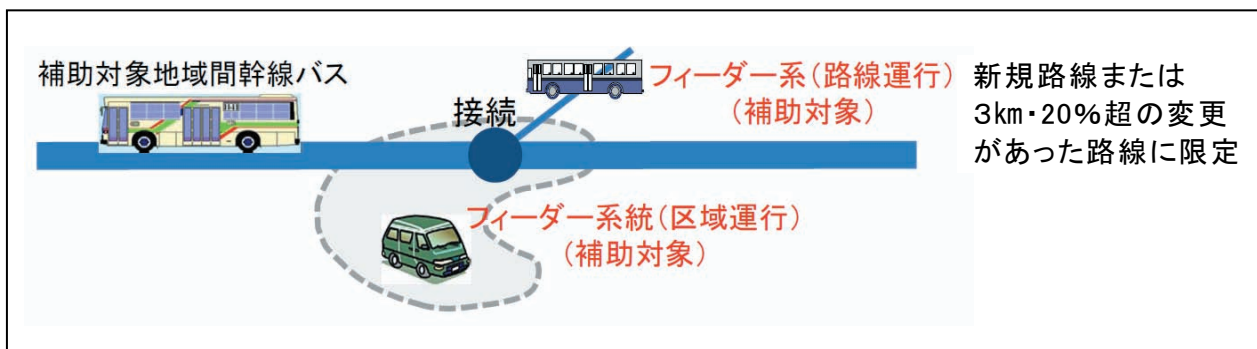 補助対象地域間幹線バス
接続
フィーダー系(路線運行)
(補助対象)
新規路線または
3km・20%超の変更
があった路線に限定
フィーダー系統(区域運行)
(補助対象)